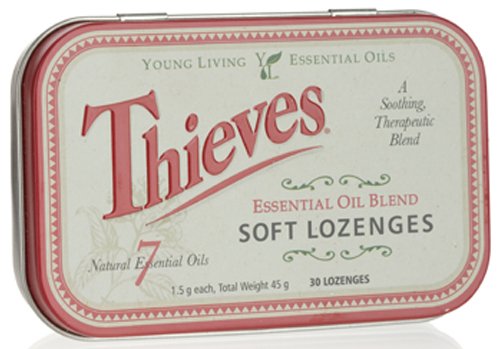 YOUNG LIVING YL ESSENTIAL OILS
A
Soothing,
Therapeutic
Blend
Thieves®
ESSENTIAL OIL BLEND
SOFT LOZENGES
7
Natural Essential Oils
1.5 g each, Total Weight 45 g 30 LOZENGES